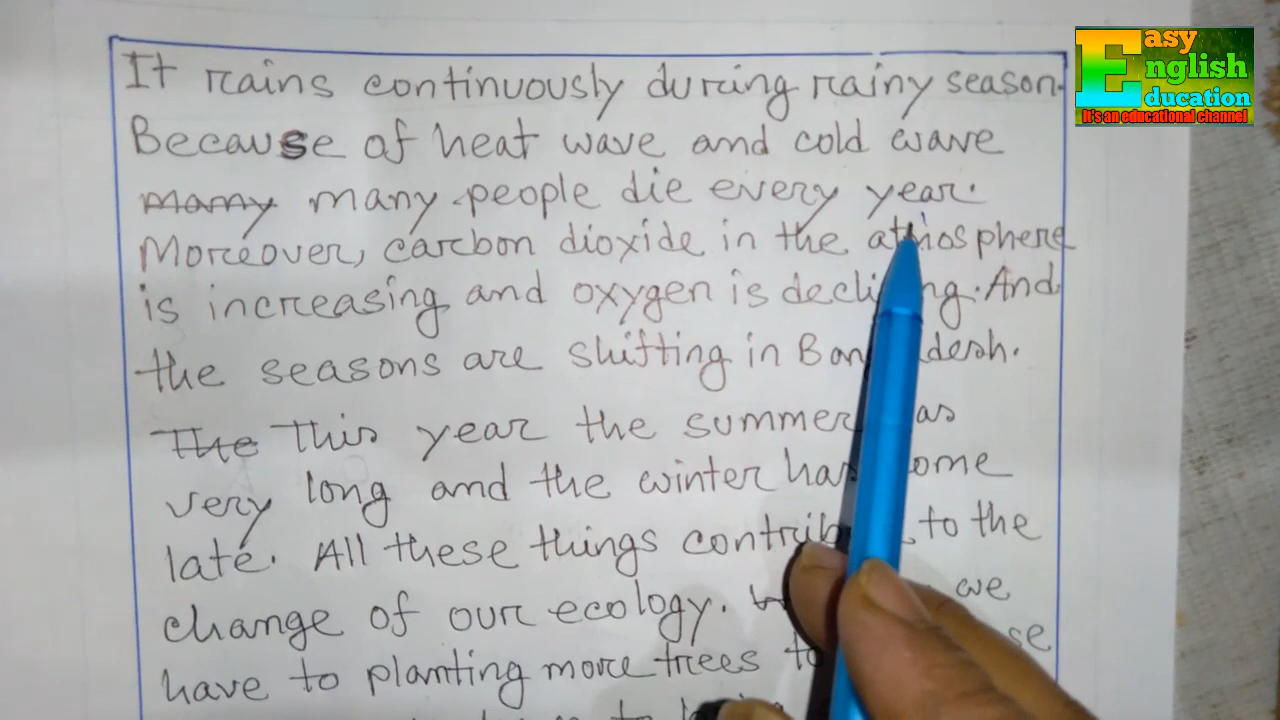 Easy
English
Education
It's an educational channel
It rains continuously during rainy season.
Because of heat wave and cold wave
many many people die every year.
Moreover, carbon dioxide in the atmosphere
is increasing and oxygen is declining. And
the seasons are shifting in Bangladesh.
The This year the summer as
very long and the winter has come
late. All these things contribute to the
change of our ecology. we
have to planting more trees to se